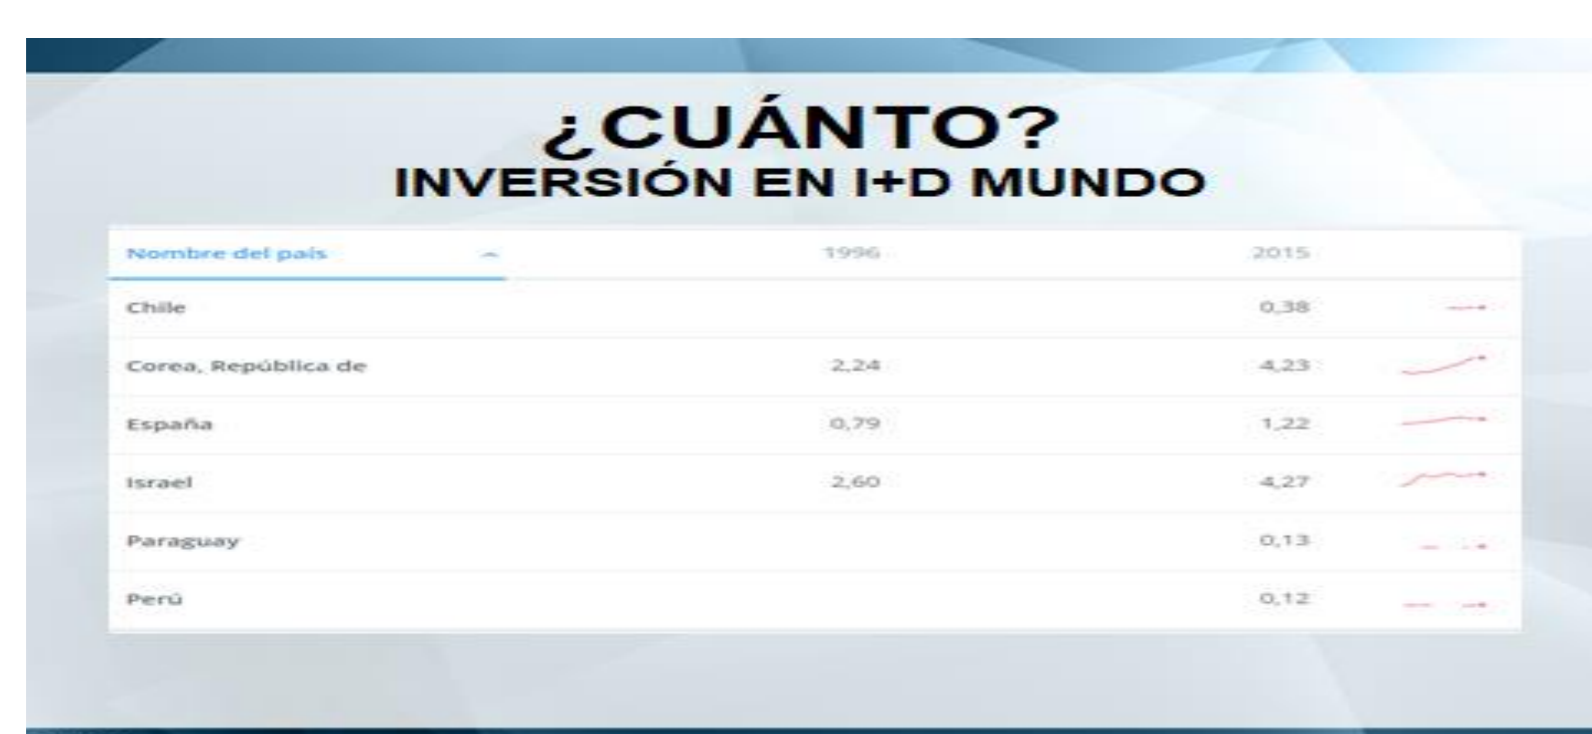 ¿CUÁNTO?
INVERSIÓN EN I+D MUNDO
Nombre del país 1996 2015
Chile 0,38
Corea, República de 2,24 4,23
España 0,79 1,22
Israel 2,60 4,27
Paraguay 0,13
Perú 0,12